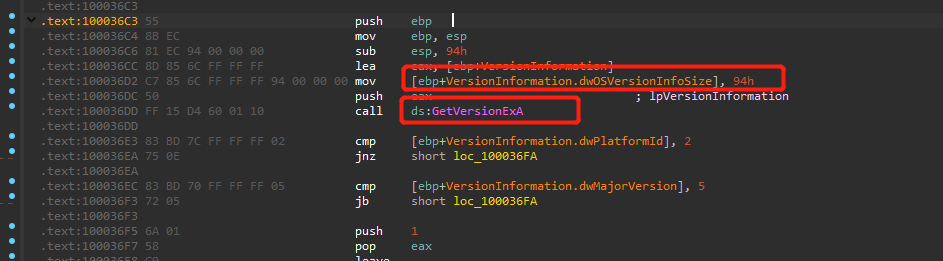 .text:100036C3
.text:100036C3 55 push ebp
.text:100036C4 8B EC mov ebp, esp
.text:100036C6 81 EC 94 00 00 00 sub esp, 94h
.text:100036CC 8D 85 6C FF FF FF lea eax, [ebp+VersionInformation]
.text:100036D2 C7 85 6C FF FF FF 94 00 00 00 mov [ebp+VersionInformation.dwOSVersionInfoSize], 94h
.text:100036DC 50 push eax ; lpVersionInformation
.text:100036DD FF 15 D4 60 01 10 call ds:GetVersionExA
.text:100036DD
.text:100036E3 83 BD 7C FF FF FF 02 cmp [ebp+VersionInformation.dwPlatformId], 2
.text:100036EA 75 0E jnz short loc_100036FA
.text:100036EA
.text:100036EC 83 BD 70 FF FF FF 05 cmp [ebp+VersionInformation.dwMajorVersion], 5
.text:100036F3 72 05 jb short loc_100036FA
.text:100036F3
.text:100036F5 6A 01 push 1
.text:100036F7 58 pop eax
.text:100036F8 C9 leave